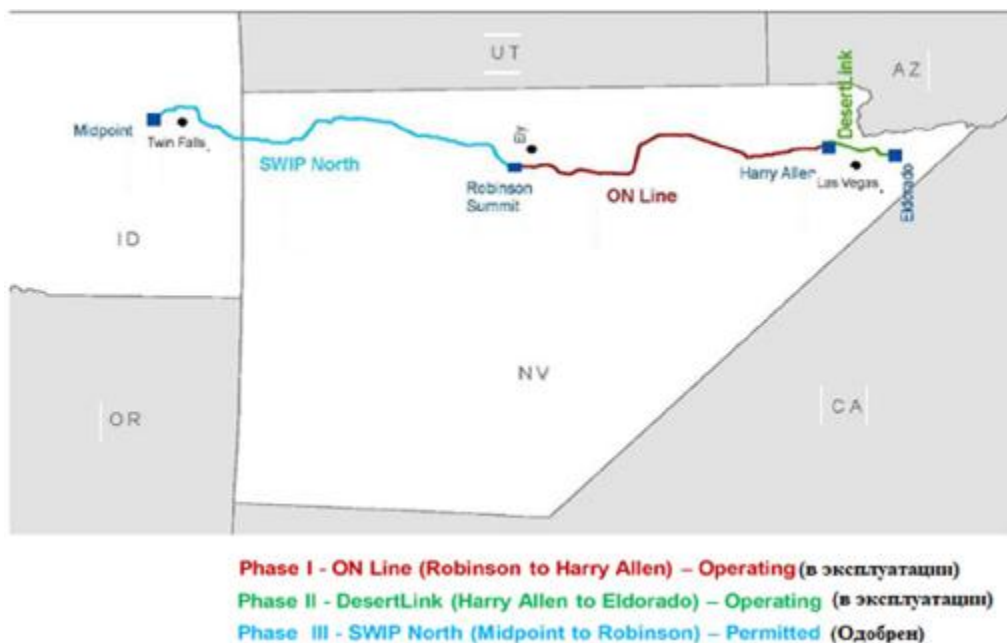 UT
AZ
DesertLink
Midpoint
Twin Falls
Ely
SWIP North
Robinson
Summit
ON Line
Harry Allen
Las Vegas
Eldorado
ID
NV
OR
CA
Phase I - ON Line (Robinson to Harry Allen) – Operating (в эксплуатации)
Phase II - DesertLink (Harry Allen to Eldorado) – Operating (в эксплуатации)
Phase III - SWIP North (Midpoint to Robinson) – Permitted (Одобрен)